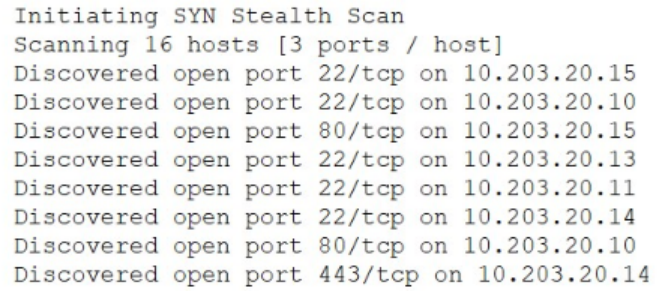 Initiating SYN Stealth Scan
Scanning 16 hosts [3 ports / host]
Discovered open port 22/tcp on 10.203.20.15
Discovered open port 22/tcp on 10.203.20.10
Discovered open port 80/tcp on 10.203.20.15
Discovered open port 22/tcp on 10.203.20.13
Discovered open port 22/tcp on 10.203.20.11
Discovered open port 22/tcp on 10.203.20.14
Discovered open port 80/tcp on 10.203.20.10
Discovered open port 443/tcp on 10.203.20.14